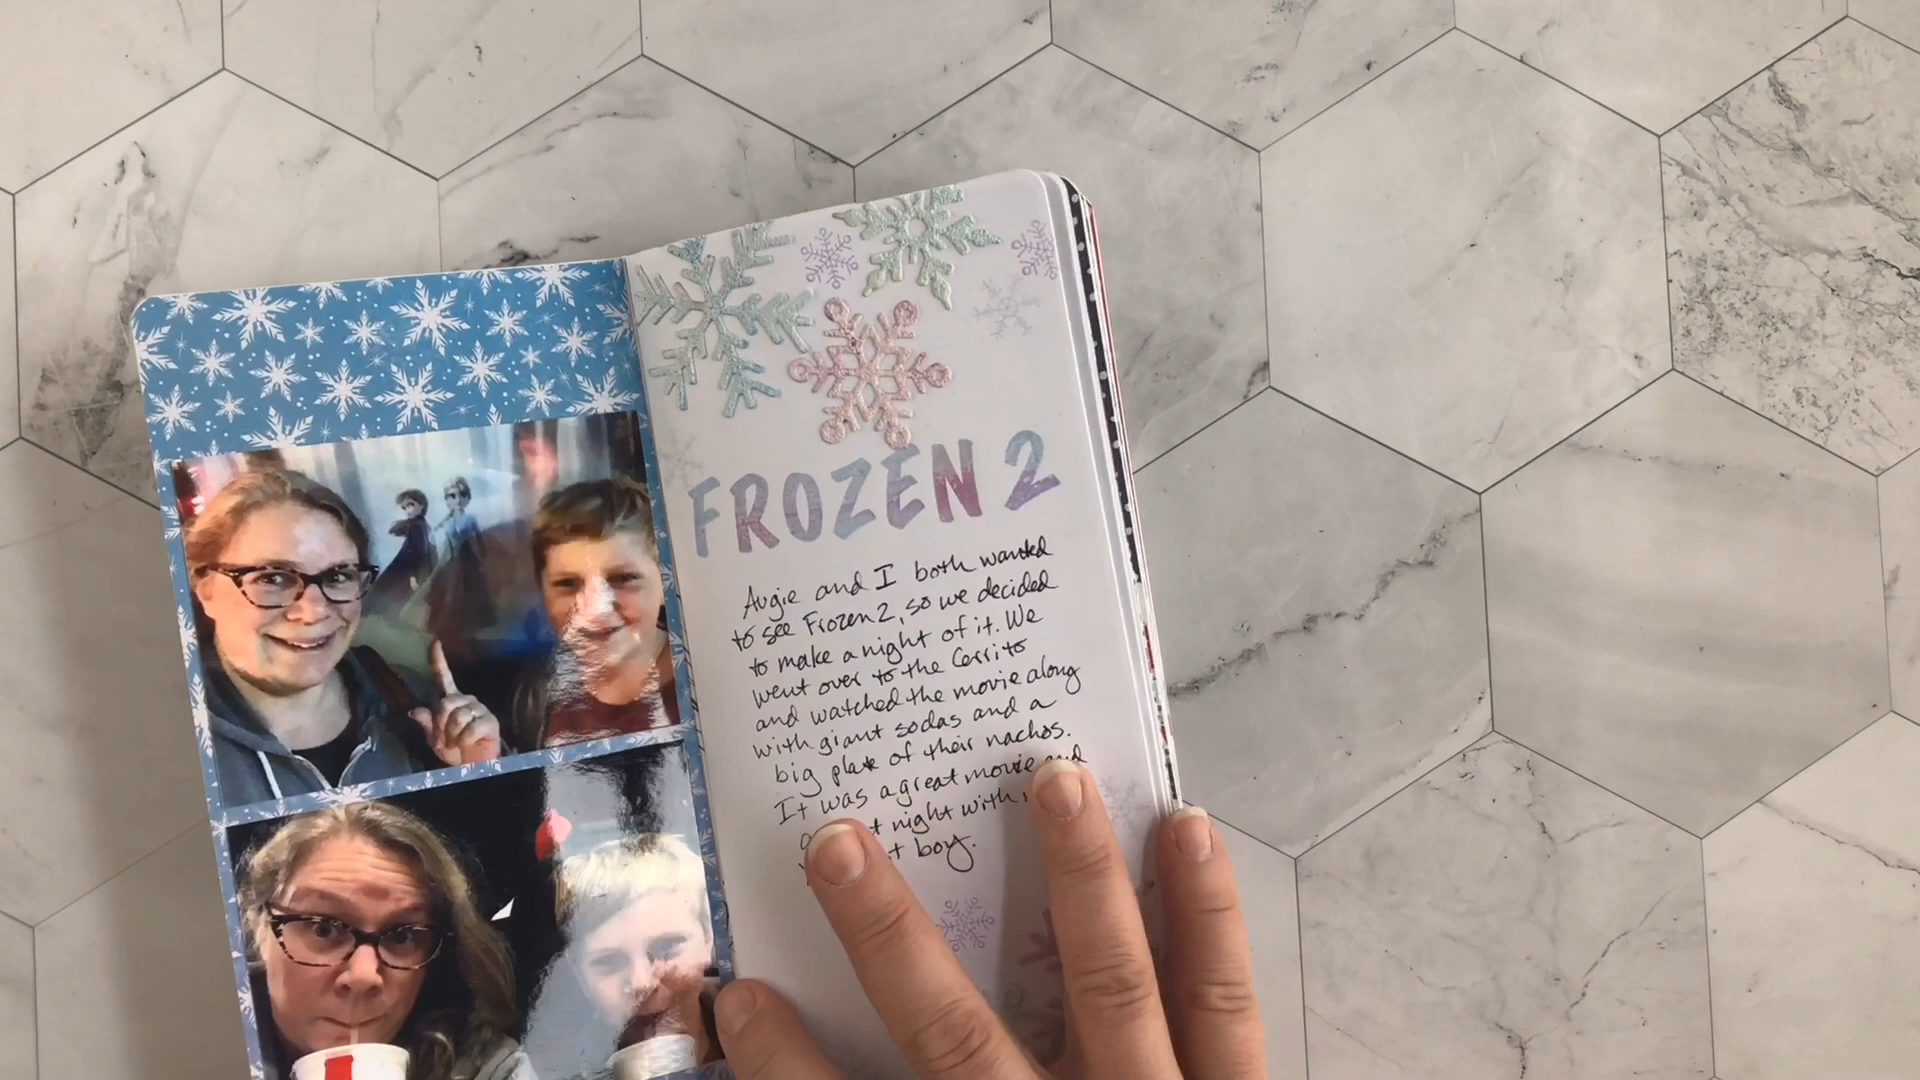 FROZEN 2
Augie and I both wanted
to see Frozen 2, so we decided
to make a night of it. We
went over to the Cerrito
and watched the movie along
with giant sodas and a
big plate of their nachos.
It was a great movie and
night with
boy.